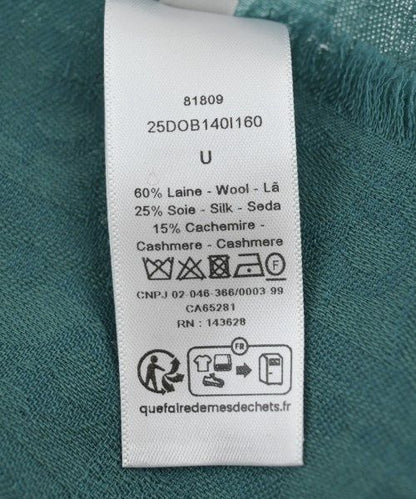 81809
25DOB140I160
U
60% Laine - Wool - Lã
25% Soie - Silk - Seda
15% Cachemire -
Cashmere - Cashmere
F
CNPJ 02-046-366/0003 99
CA65281
RN : 143628
FR
quefairedemesdechets.fr